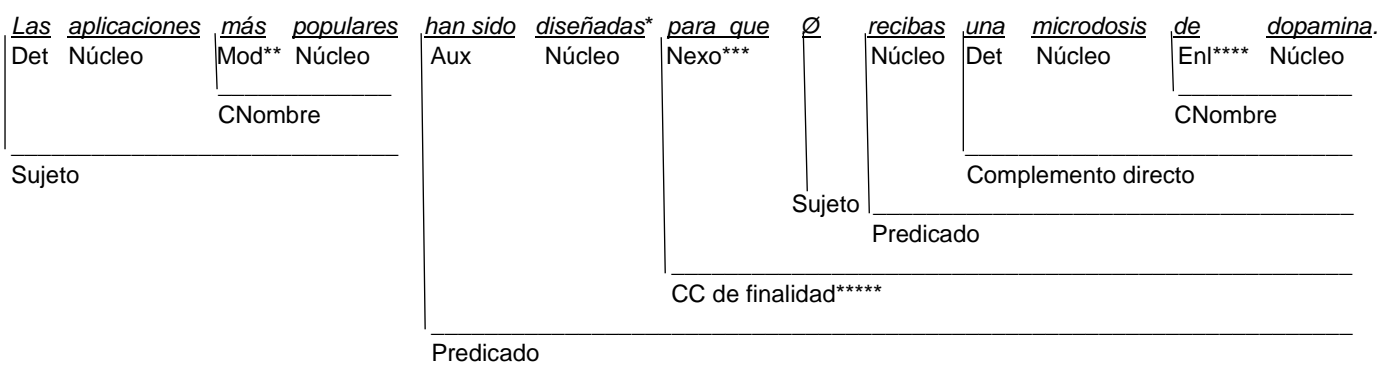 Las aplicaciones más populares han sido diseñadas* para que Ø recibas una microdosis de dopamina.
Det Núcleo Mod** Núcleo Aux Núcleo Nexo*** Núcleo Det Núcleo Enl**** Núcleo
CNombre CNombre
Sujeto Complemento directo
Sujeto
Predicado
CC de finalidad*****
Predicado